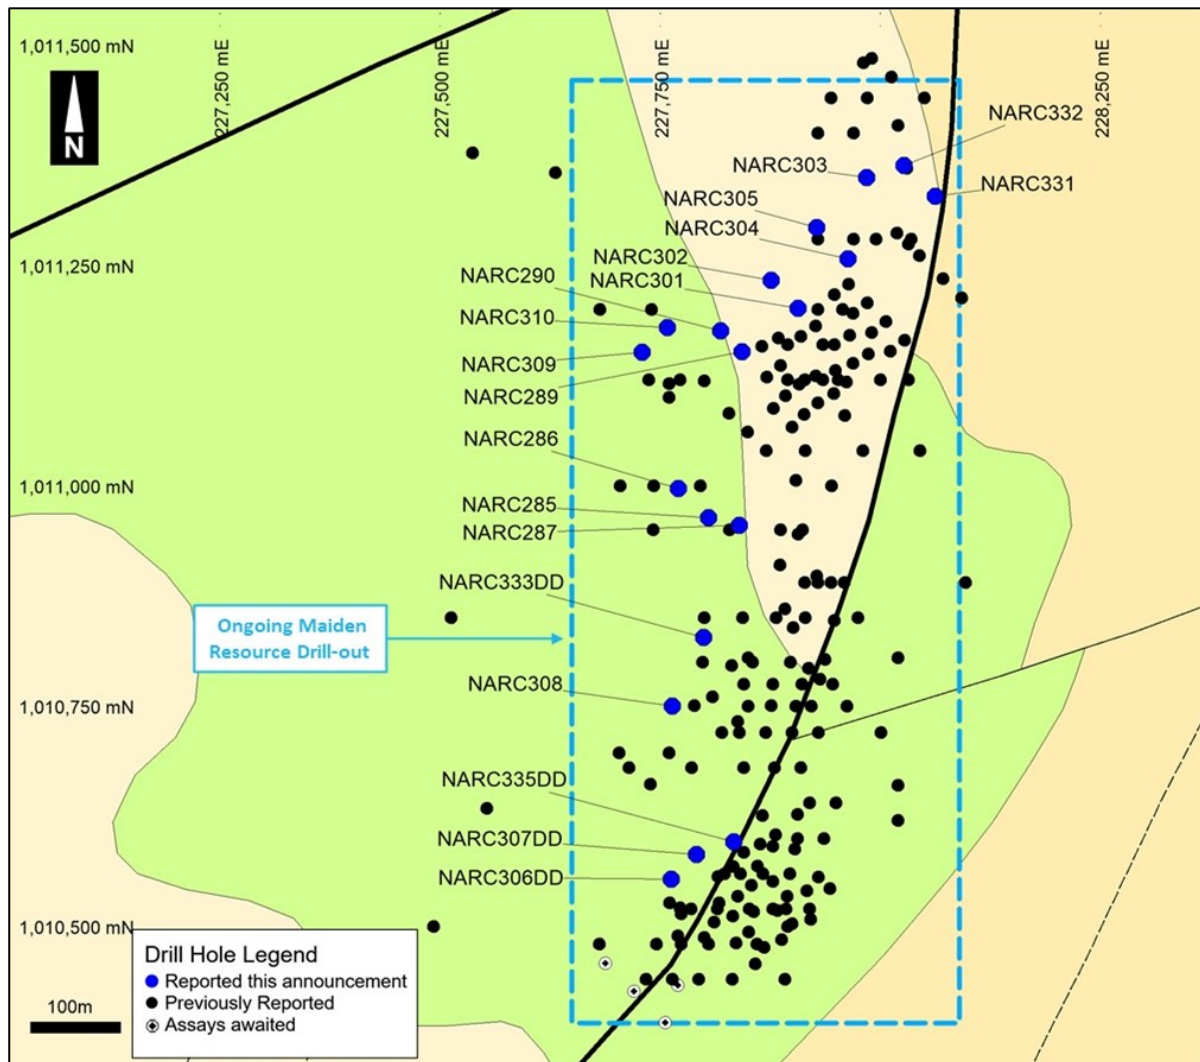 1,011,500 mN
227,250 mE
227,500 mE
227,750 mE
228,250 mE
N
NARC332
NARC303
NARC331
NARC305
NARC304
NARC302
1,011,250 mN
NARC290
NARC301
NARC310
NARC309
NARC289
NARC286
1,011,000 mN
NARC285
NARC287
NARC333DD
Ongoing Maiden
Resource Drill-out
NARC308
1,010,750 mN
NARC335DD
NARC307DD
NARC306DD
1,010,500 mN
Drill Hole Legend
Reported this announcement
Previously Reported
Assays awaited
100m